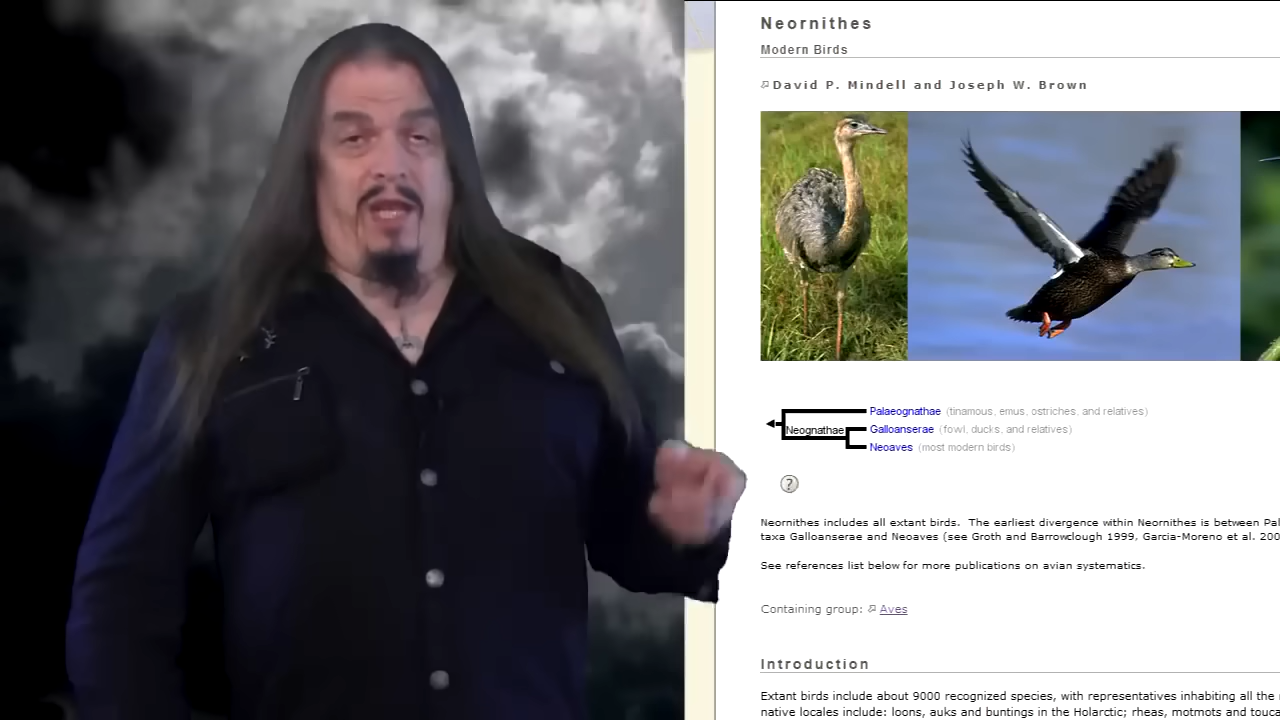 Neornithes
Modern Birds
David P. Mindell and Joseph W. Brown
Palaeognathae (tinamous, emus, ostriches, and relatives)
Neognathae
Galloanserae (fowl, ducks, and relatives)
Neoaves (most modern birds)
?
Neornithes includes all extant birds. The earliest divergence within Neornithes is between Pal
taxa Galloanserae and Neoaves (see Groth and Barrowclough 1999, Garcia-Moreno et al. 200
See references list below for more publications on avian systematics.
Containing group: Aves
Introduction
Extant birds include about 9000 recognized species, with representatives inhabiting all the
native locales include: loons, auks and buntings in the Holarctic; rheas, motmots and touca